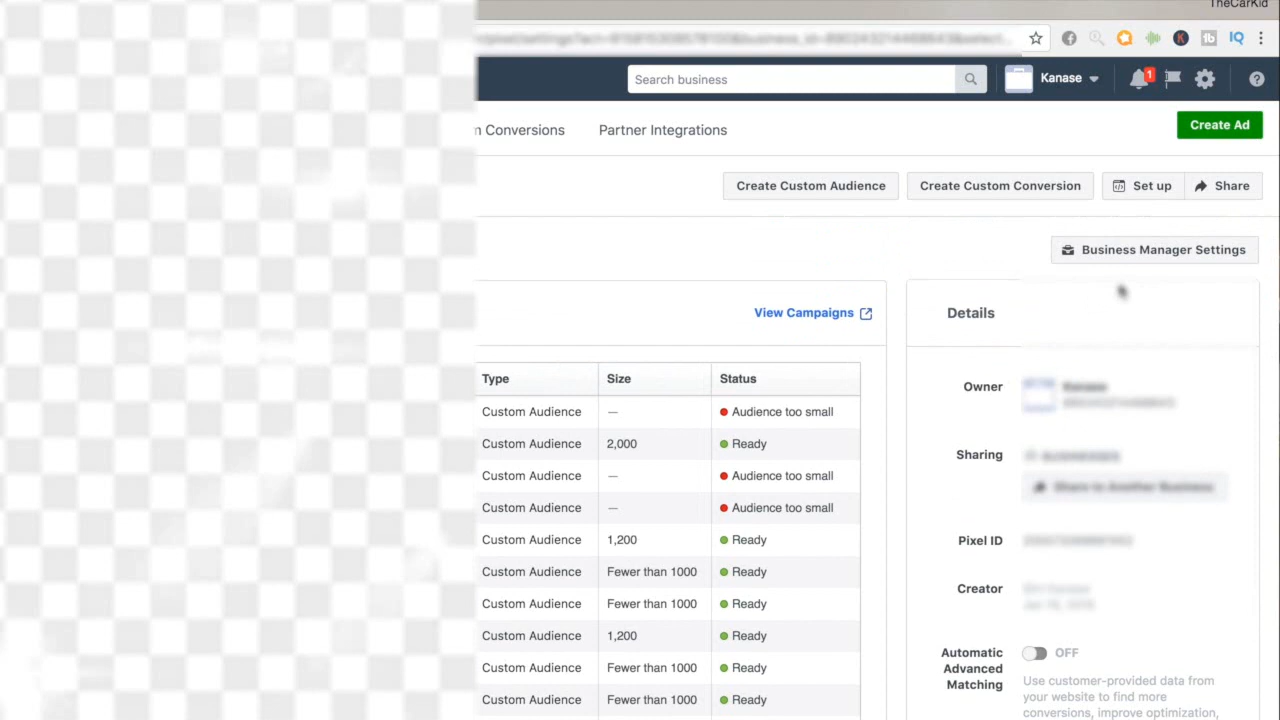 TheCarKid
Search business
Kanase
1
n Conversions
Partner Integrations
Create Ad
Create Custom Audience
Create Custom Conversion
Set up
Share
Business Manager Settings
View Campaigns
Details
Type Size Status
Custom Audience — Audience too small
Custom Audience 2,000 Ready
Custom Audience — Audience too small
Custom Audience — Audience too small
Custom Audience 1,200 Ready
Custom Audience Fewer than 1000 Ready
Custom Audience Fewer than 1000 Ready
Custom Audience 1,200 Ready
Custom Audience Fewer than 1000 Ready
Custom Audience Fewer than 1000 Ready
Owner
Kanase
Sharing
Share to Another Business
Pixel ID
Creator
Automatic
Advanced
Matching
OFF
Use customer-provided data from
your website to find more
conversions, improve optimization,